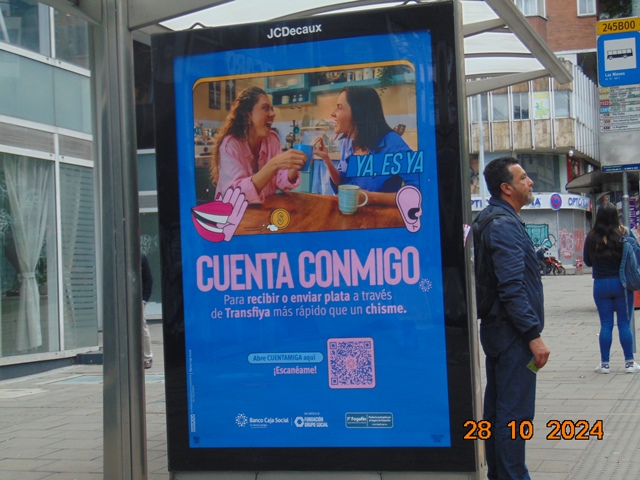 JCDecaux
YA, ES YA
CUENTA CONMIGO
Para recibir o enviar plata a través
de Transfiya más rápido que un chisme.
Abre CUENTAMIGA aquí
¡Escanéame!
Banco Caja Social
FUNDACIÓN
GRUPO SOCIAL
Fogafín
245B00
28 10 2024